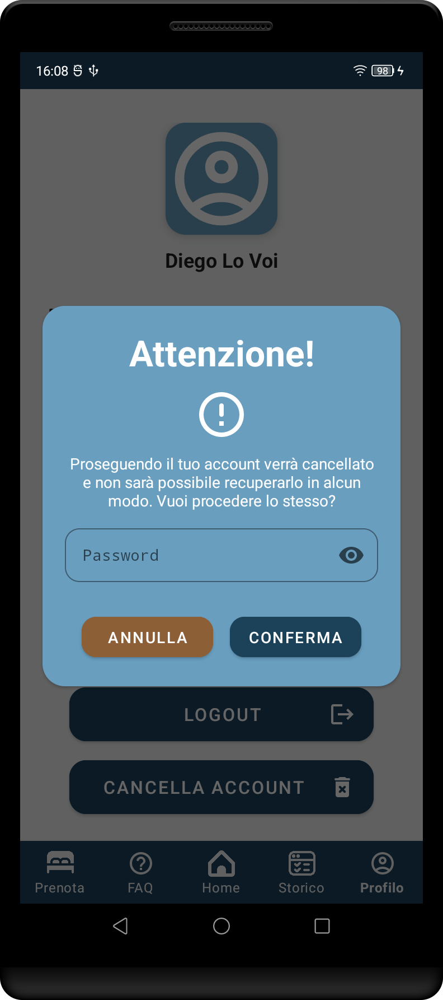 16:08
98
Diego Lo Voi
Attenzione!
Proseguendo il tuo account verrà cancellato
e non sarà possibile recuperarlo in alcun
modo. Vuoi procedere lo stesso?
Password
ANNULLA CONFERMA
LOGOUT
CANCELLA ACCOUNT
Prenota FAQ Home Storico Profilo